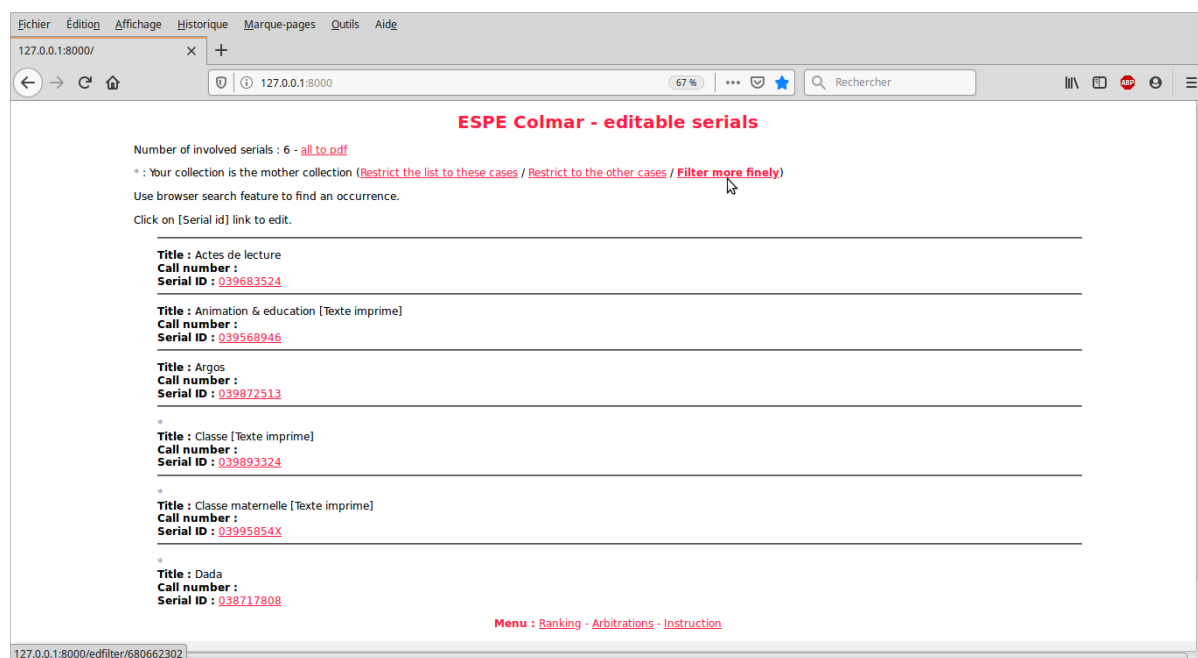 Fichier Édition Affichage Historique Marque-pages Outils Aide
127.0.0.1:8000/
127.0.0.1:8000 67 % Rechercher ABP
ESPE Colmar - editable serials
Number of involved serials : 6 - all to pdf
* : Your collection is the mother collection (Restrict the list to these cases / Restrict to the other cases / Filter more finely)
Use browser search feature to find an occurrence.
Click on [Serial id] link to edit.
Title : Actes de lecture
Call number :
Serial ID : 039683524
Title : Animation & education [Texte imprime]
Call number :
Serial ID : 039568946
Title : Argos
Call number :
Serial ID : 039872513
*
Title : Classe [Texte imprime]
Call number :
Serial ID : 039893324
*
Title : Classe maternelle [Texte imprime]
Call number :
Serial ID : 03995854X
*
Title : Dada
Call number :
Serial ID : 038717808
Menu : Ranking - Arbitrations - Instruction
127.0.0.1:8000/edfilter/680662302